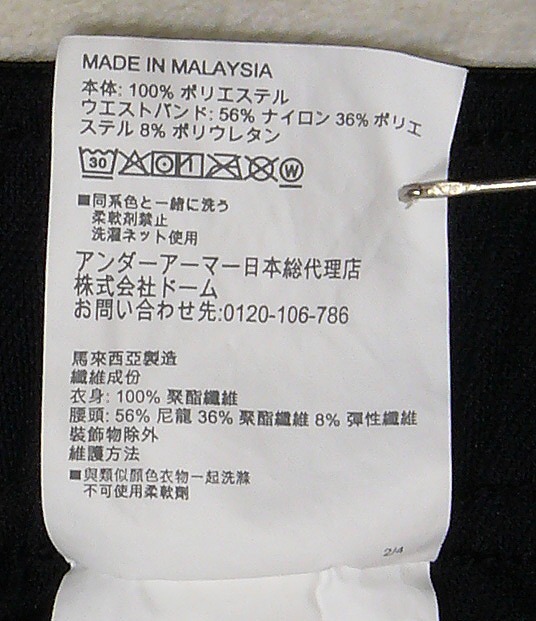 MADE IN MALAYSIA
本体: 100% ポリエステル
ウエストバンド: 56% ナイロン 36% ポリエ
ステル 8% ポリウレタン
30 W
■同系色と一緒に洗う
柔軟剤禁止
洗濯ネット使用
アンダーアーマー日本総代理店
株式会社ドーム
お問い合わせ先:0120-106-786
馬來西亞製造
纖維成份
衣身: 100% 聚酯纖維
腰頭: 56% 尼龍 36% 聚酯纖維 8% 彈性纖維
裝飾物除外
維護方法
■與類似顏色衣物一起洗滌
不可使用柔軟劑
2/4